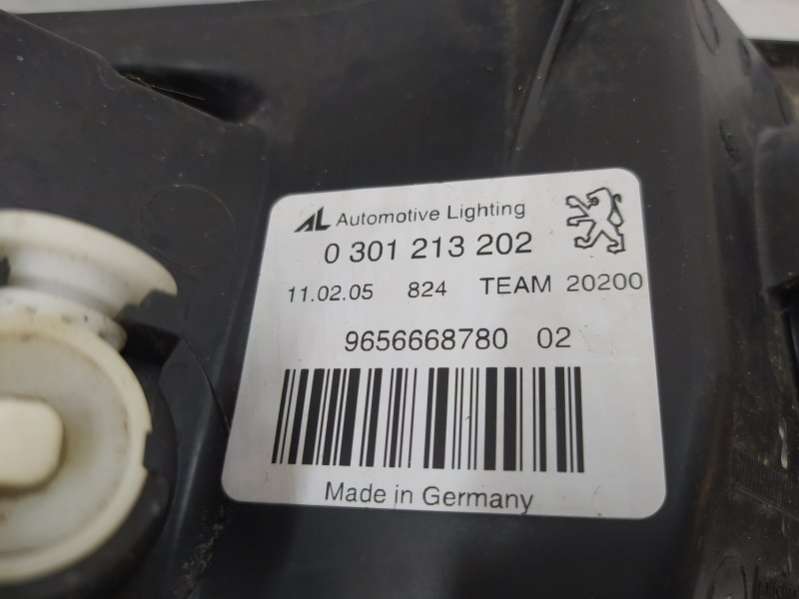 AL Automotive Lighting
0 301 213 202
11.02.05 824 TEAM 20200
9656668780 02
Made in Germany